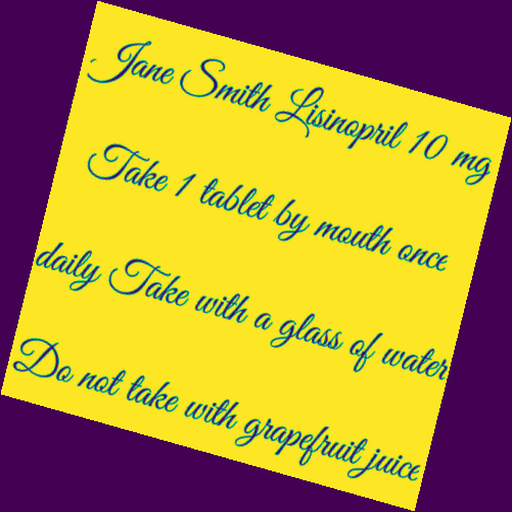 Jane Smith Lisinopril 10 mg
Take 1 tablet by mouth once
daily Take with a glass of water
Do not take with grapefruit juice